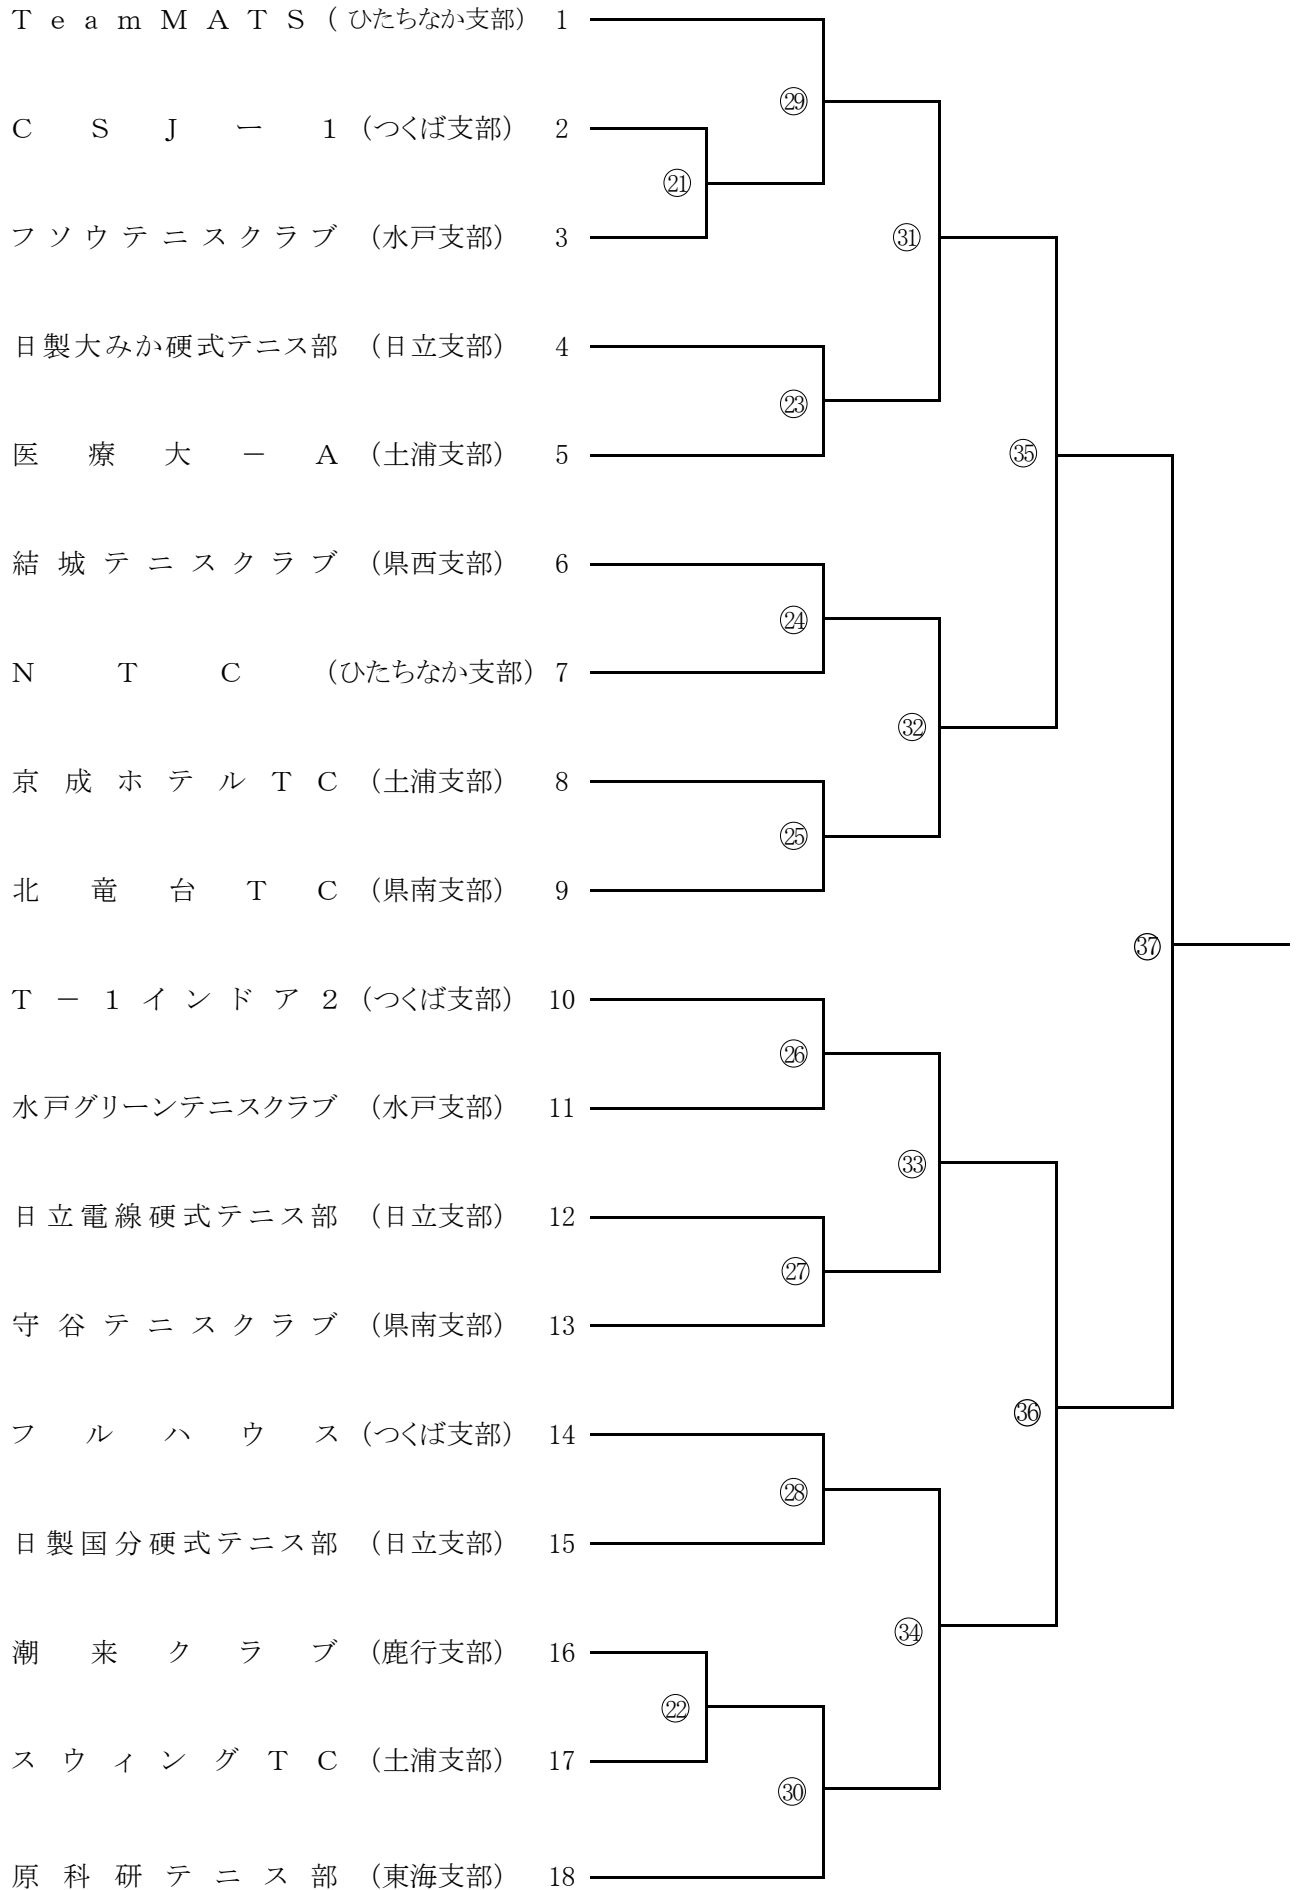 TeamMATS(ひたちなか支部) 1
㉙
CSJー1(つくば支部) 2
㉑
フソウテニスクラブ (水戸支部) 3
㉛
日製大みか硬式テニス部 (日立支部) 4
㉓
医療大－A (土浦支部) 5
㉟
結城テニスクラブ (県西支部) 6
㉔
NTC (ひたちなか支部) 7
㉜
京成ホテルTC (土浦支部) 8
㉕
北竜台TC (県南支部) 9
㊲
T－1インドア2(つくば支部) 10
㉖
水戸グリーンテニスクラブ (水戸支部) 11
㉝
日立電線硬式テニス部 (日立支部) 12
㉗
守谷テニスクラブ (県南支部) 13
㊱
フルハウス(つくば支部) 14
㉘
日製国分硬式テニス部 (日立支部) 15
㉞
潮来クラブ (鹿行支部) 16
㉒
スウィングTC (土浦支部) 17
㉚
原科研テニス部 (東海支部) 18